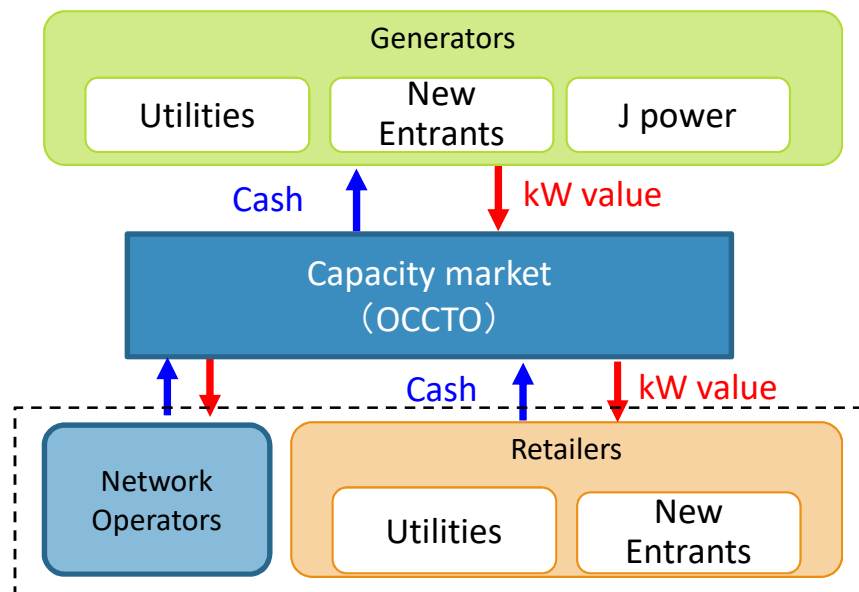 Generators
Utilities
New
Entrants
J power
Cash
kW value
Capacity market
（OCCTO）
Cash
kW value
Network
Operators
Retailers
Utilities
New
Entrants